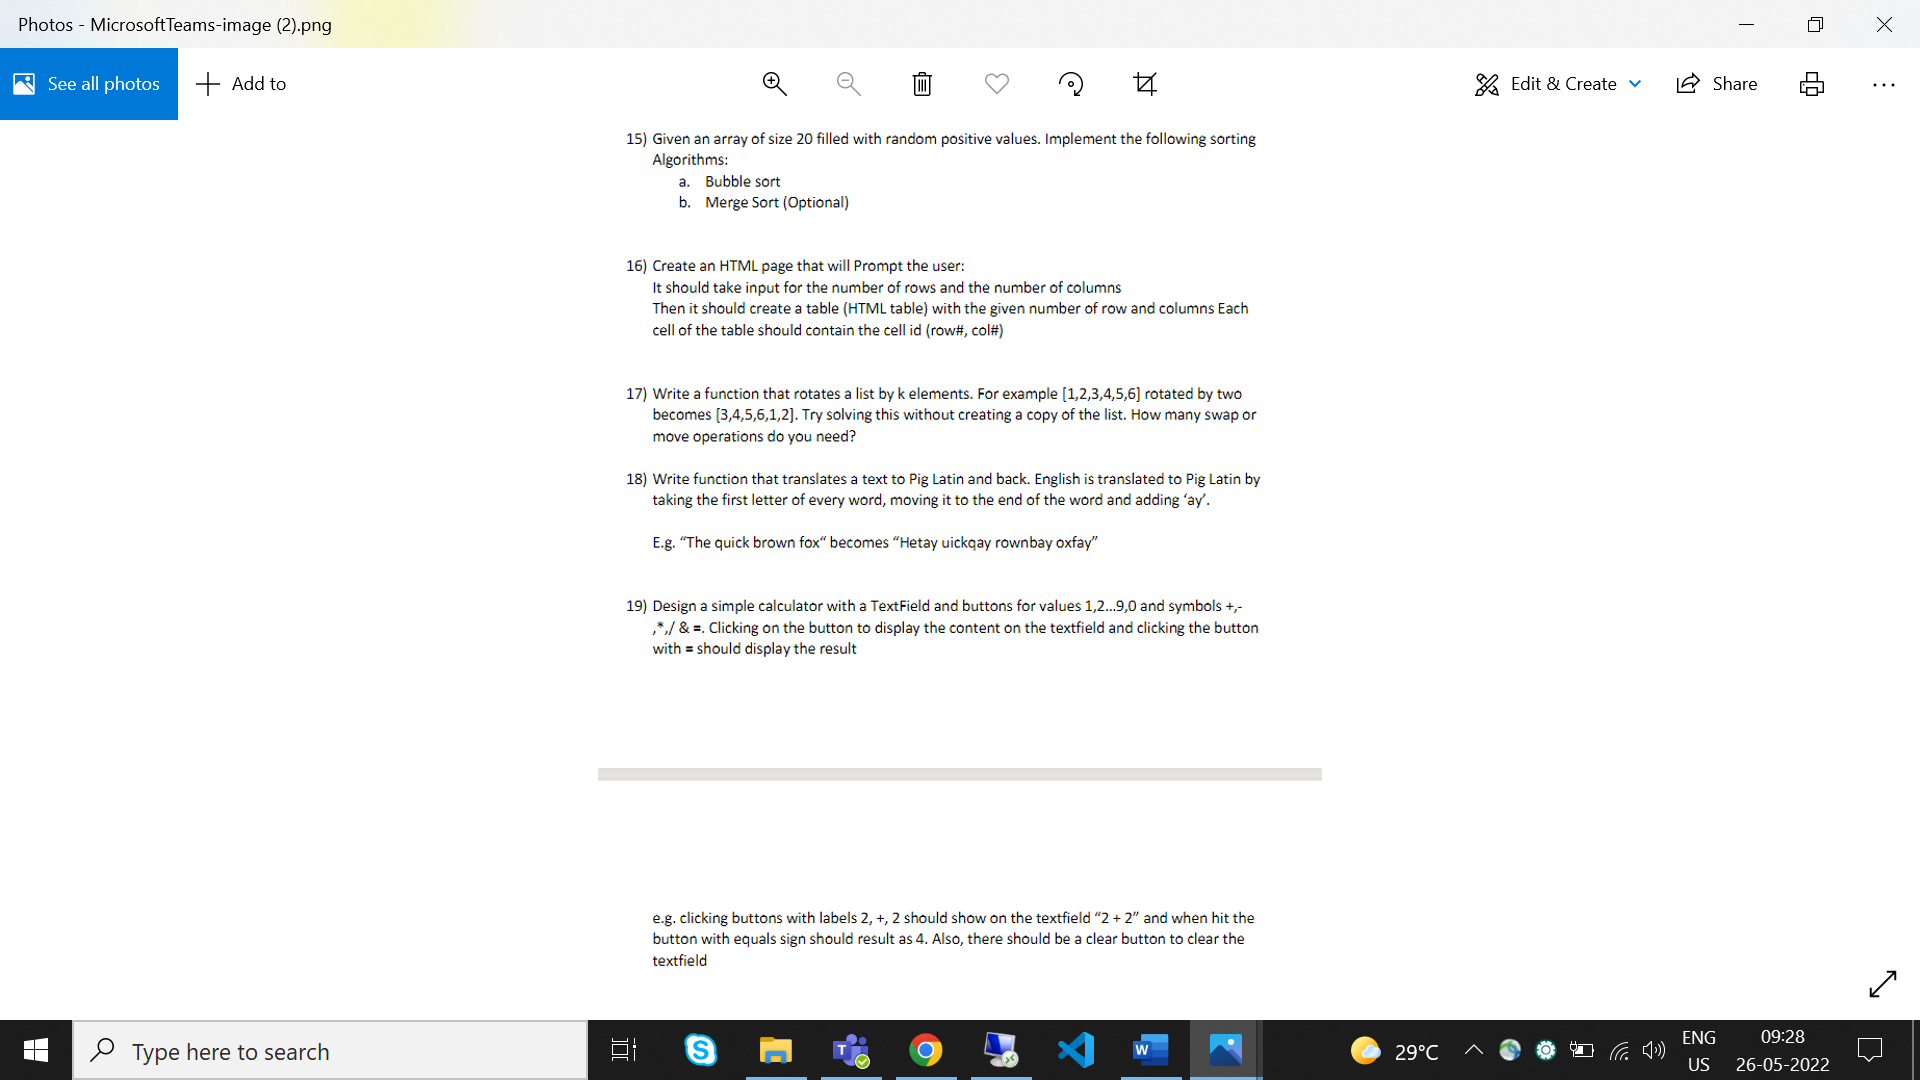 Photos - MicrosoftTeams-image (2).png
See all photos
Add to
Edit & Create
Share
15) Given an array of size 20 filled with random positive values. Implement the following sorting
Algorithms:
a. Bubble sort
b. Merge Sort (Optional)
16) Create an HTML page that will Prompt the user:
It should take input for the number of rows and the number of columns
Then it should create a table (HTML table) with the given number of row and columns Each
cell of the table should contain the cell id (row#, col#)
17) Write a function that rotates a list by k elements. For example [1,2,3,4,5,6] rotated by two
becomes [3,4,5,6,1,2]. Try solving this without creating a copy of the list. How many swap or
move operations do you need?
18) Write function that translates a text to Pig Latin and back. English is translated to Pig Latin by
taking the first letter of every word, moving it to the end of the word and adding ‘ay’.
E.g. “The quick brown fox“ becomes “Hetay uickqay rownbay oxfay”
19) Design a simple calculator with a TextField and buttons for values 1,2...9,0 and symbols +,-
,*,/ & =. Clicking on the button to display the content on the textfield and clicking the button
with = should display the result
e.g. clicking buttons with labels 2, +, 2 should show on the textfield “2 + 2” and when hit the
button with equals sign should result as 4. Also, there should be a clear button to clear the
textfield
Type here to search
29°C
ENG
US
09:28
26-05-2022